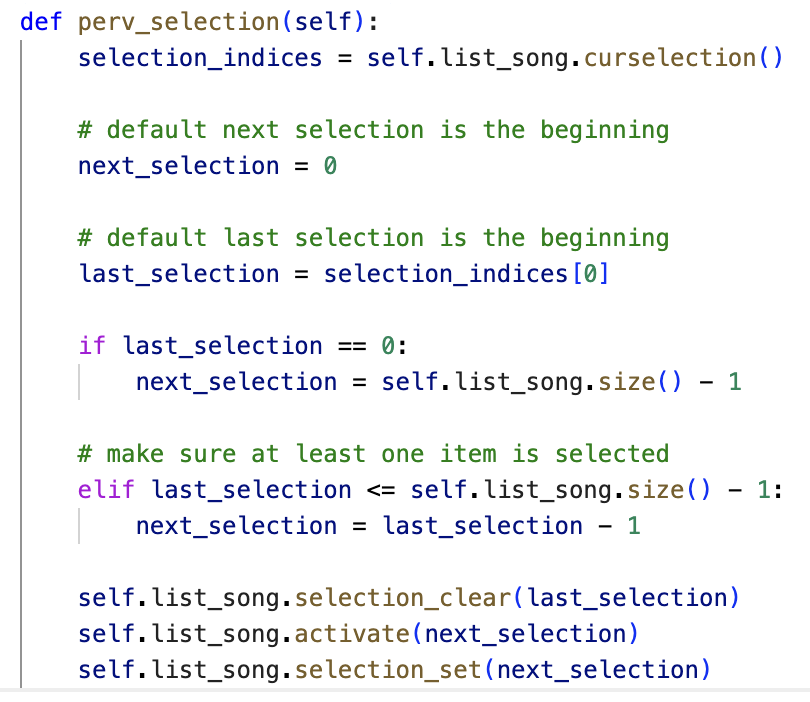 def perv_selection(self):
    selection_indices = self.list_song.curselection()
    # default next selection is the beginning
    next_selection = 0
    # default last selection is the beginning
    last_selection = selection_indices[0]
    if last_selection == 0:
        next_selection = self.list_song.size() - 1
    # make sure at least one item is selected
    elif last_selection <= self.list_song.size() - 1:
        next_selection = last_selection - 1
    self.list_song.selection_clear(last_selection)
    self.list_song.activate(next_selection)
    self.list_song.selection_set(next_selection)